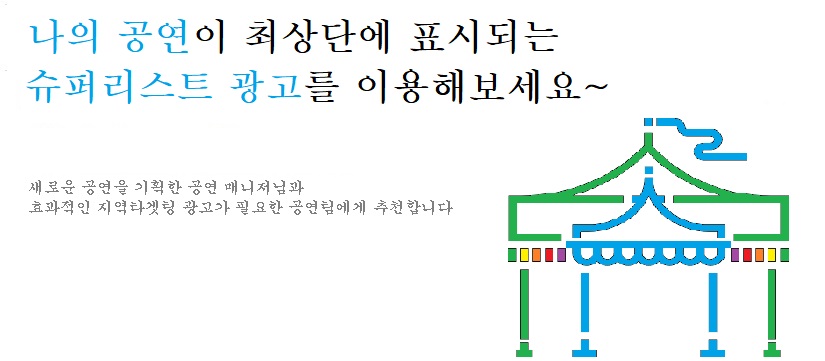 나의 공연이 최상단에 표시되는
슈퍼리스트 광고를 이용해보세요~
새로운 공연을 기획한 공연 매니저님과
효과적인 지역타겟팅 광고가 필요한 공연팀에게 추천합니다